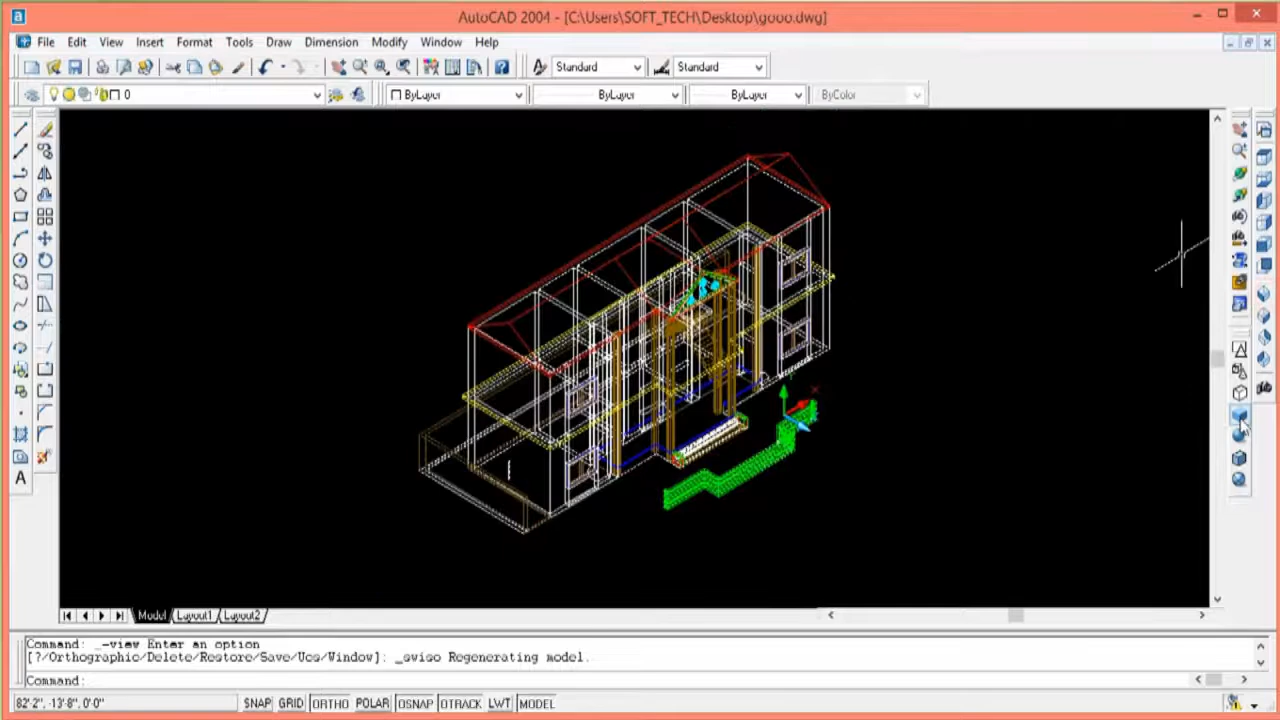 AutoCAD 2004 - [C:\Users\SOFT_TECH\Desktop\gooo.dwg]
File Edit View Insert Format Tools Draw Dimension Modify Window Help
Standard Standard
0 ByLayer ByLayer ByLayer ByColor
A
Model Layout1 Layout2
Command: _-view Enter an option
[?/Orthographic/Delete/Restore/Save/Ucs/Window]: _swiso Regenerating model.
Command:
82'-2", -13'-8", 0'-0" SNAP GRID ORTHO POLAR OSNAP OTRACK LWT MODEL